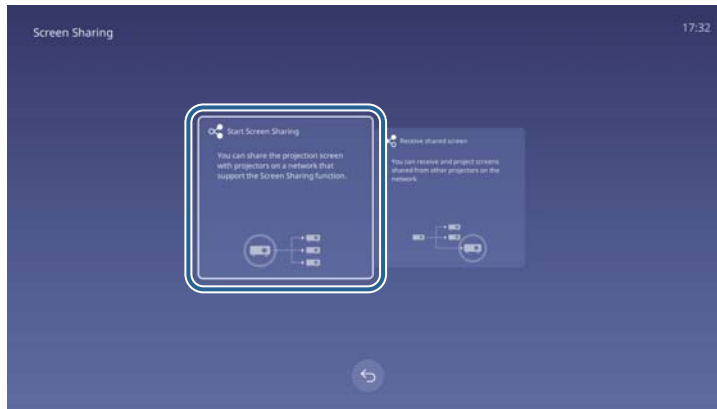 Screen Sharing
17:32
Start Screen Sharing
You can share the projection screen
with projectors on a network that
support the Screen Sharing function.
Receive shared screen
You can receive and project screens
shared from other projectors on the
network.